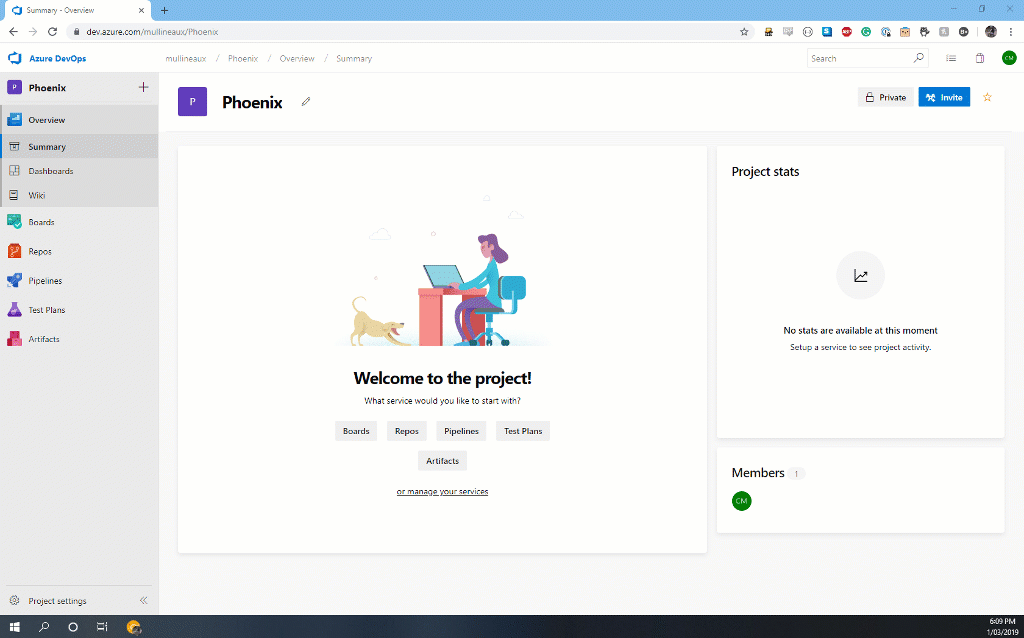 Summary - Overview
dev.azure.com/mullineaux/Phoenix
Azure DevOps
mullineaux / Phoenix / Overview / Summary
Search
CM
P
Phoenix
Overview
Summary
Dashboards
Wiki
Boards
Repos
Pipelines
Test Plans
Artifacts
Project settings
P
Phoenix
Private
Invite
Welcome to the project!
What service would you like to start with?
Boards
Repos
Pipelines
Test Plans
Artifacts
or manage your services
Project stats
No stats are available at this moment
Setup a service to see project activity.
Members 1
CM
6:09 PM
1/03/2019